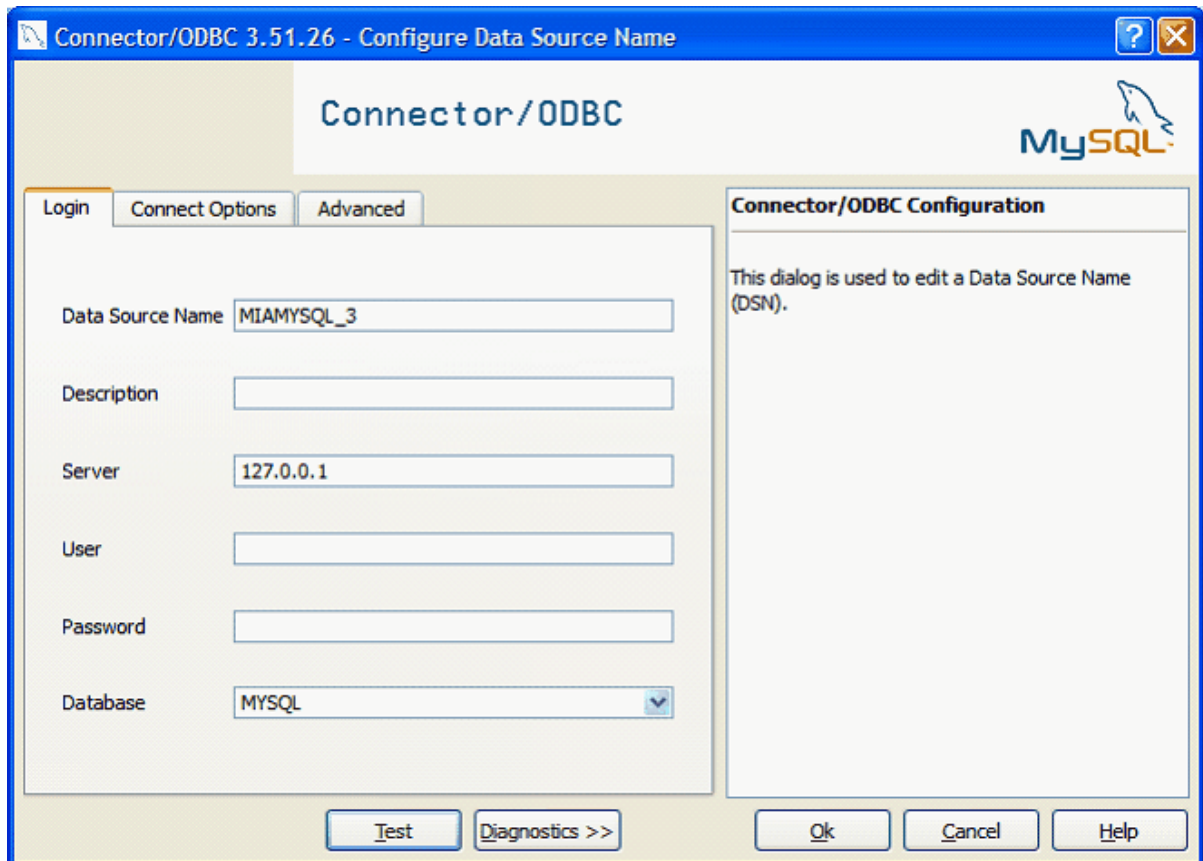 Connector/ODBC 3.51.26 - Configure Data Source Name
?
Connector/ODBC
MySQL
Login
Connect Options
Advanced
Data Source Name
MIAMYSQL_3
Description
Server
127.0.0.1
User
Password
Database
MYSQL
Connector/ODBC Configuration
This dialog is used to edit a Data Source Name
(DSN).
Test
Diagnostics >>
Ok
Cancel
Help